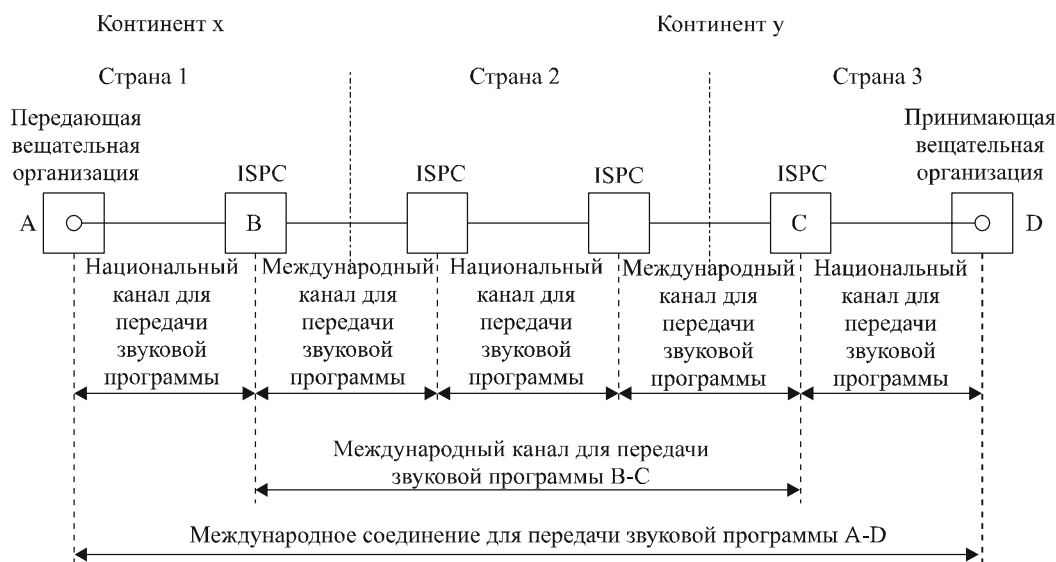 Континент x
Континент y
Страна 1
Страна 2
Страна 3
Передающая
вещательная
организация
Принимающая
вещательная
организация
ISPC
ISPC
ISPC
ISPC
A
B
C
D
Национальный
канал для
передачи
звуковой
программы
Международный
канал для
передачи
звуковой
программы
Национальный
канал для
передачи
звуковой
программы
Международный
канал для
передачи
звуковой
программы
Национальный
канал для
передачи
звуковой
программы
Международный канал для передачи
звуковой программы B-C
Международное соединение для передачи звуковой программы A-D